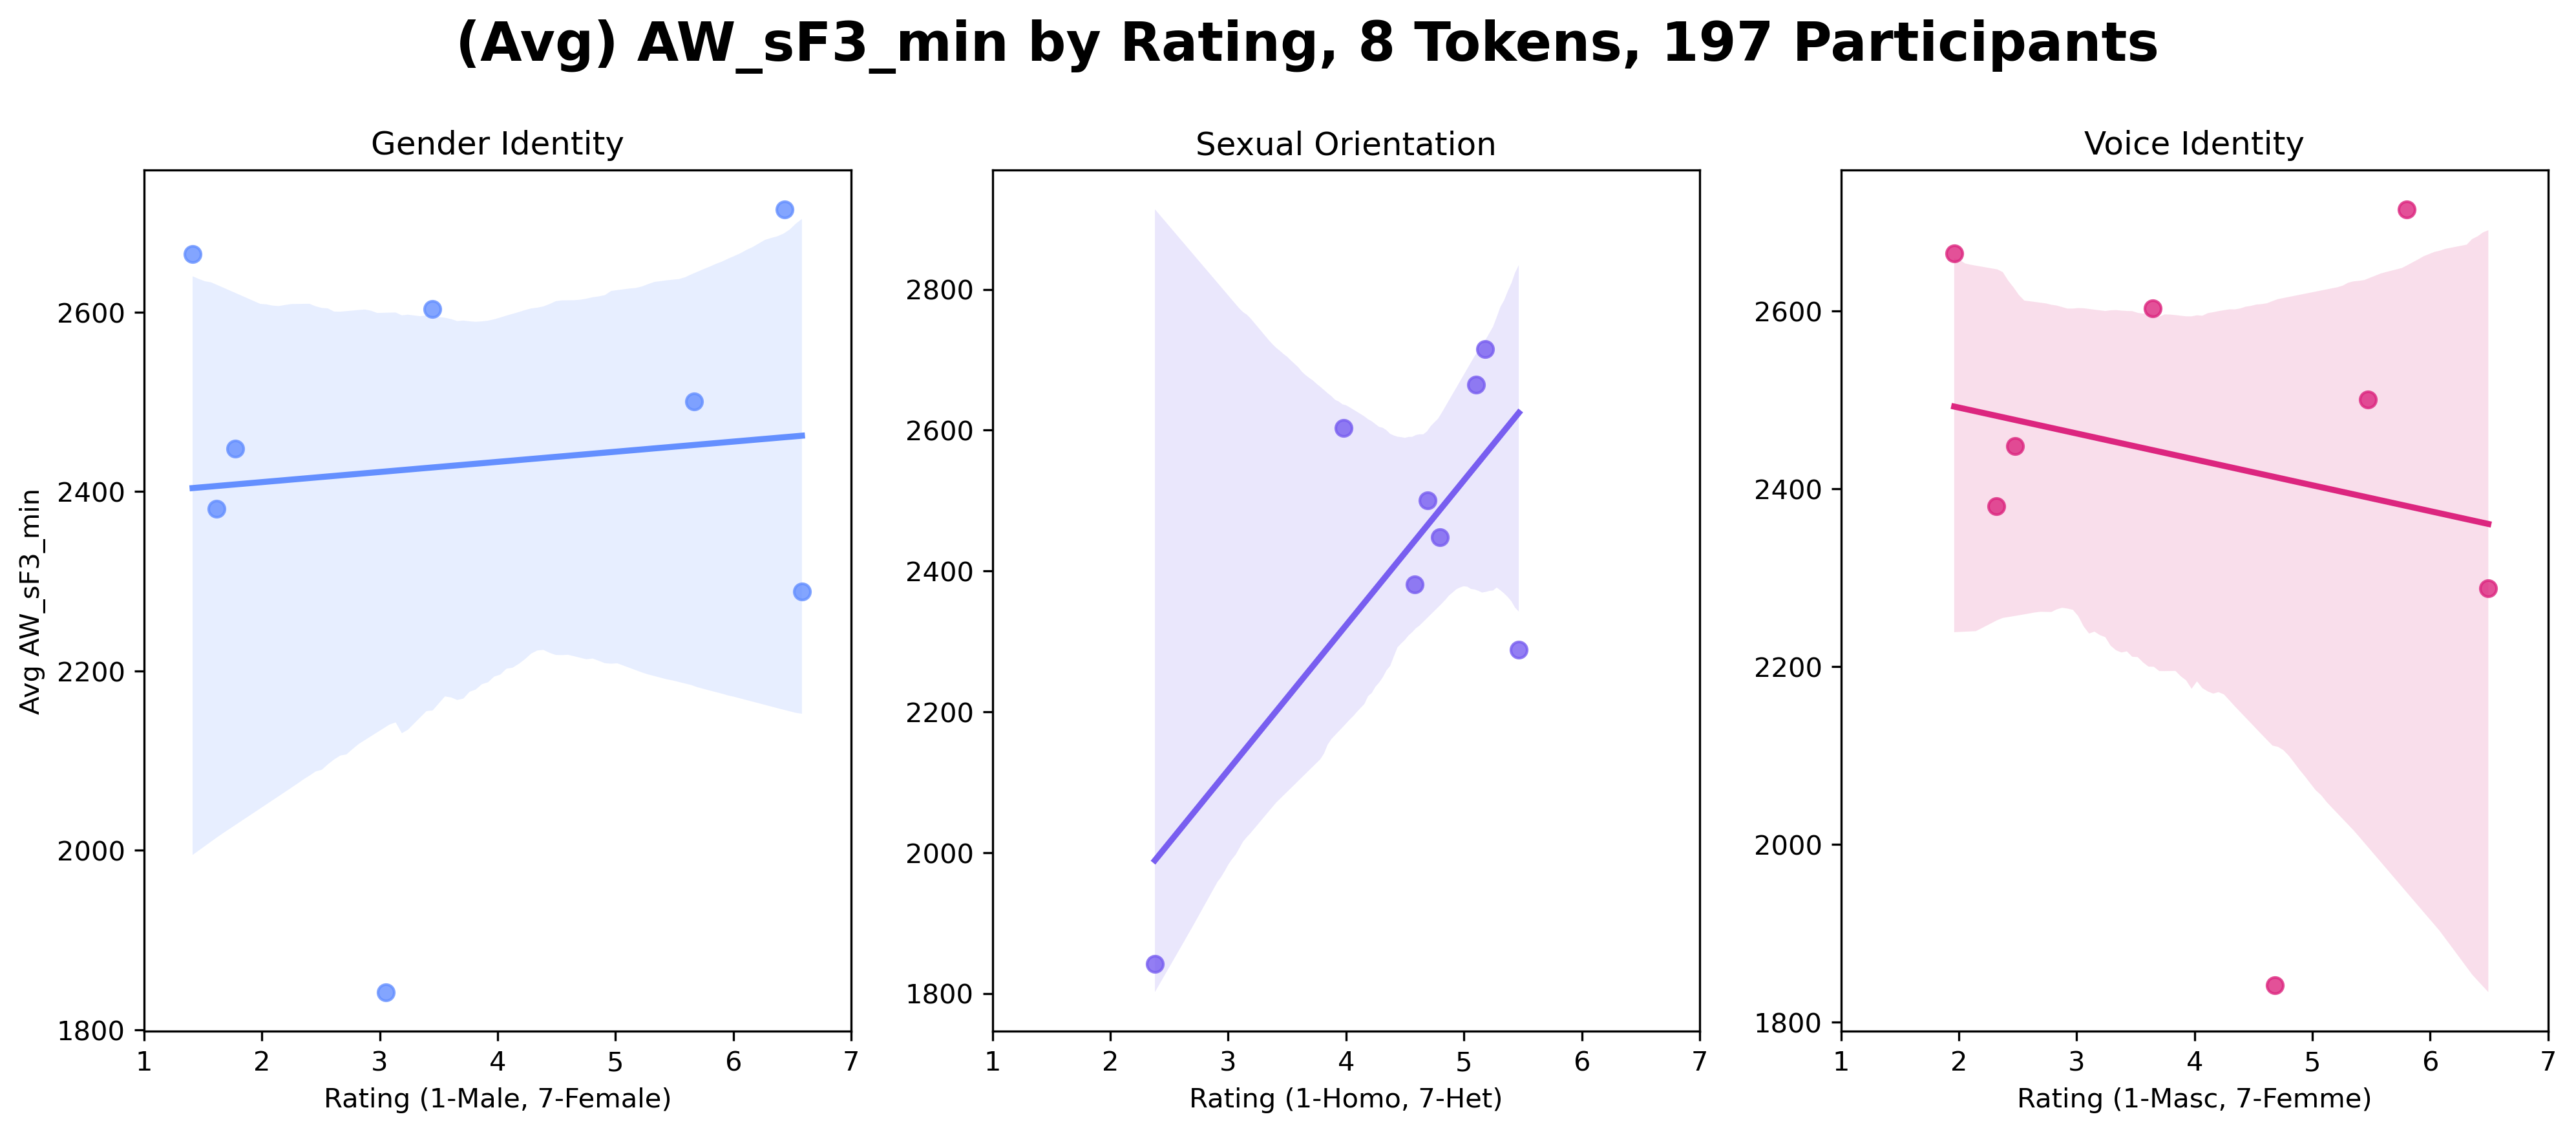 (Avg) AW_sF3_min by Rating, 8 Tokens, 197 Participants
Gender Identity
Sexual Orientation
Voice Identity
Avg AW_sF3_min
2600
2400
2200
2000
1800
1 2 3 4 5 6 7
Rating (1-Male, 7-Female)
2800
2600
2400
2200
2000
1800
1 2 3 4 5 6 7
Rating (1-Homo, 7-Het)
2600
2400
2200
2000
1800
1 2 3 4 5 6 7
Rating (1-Masc, 7-Femme)